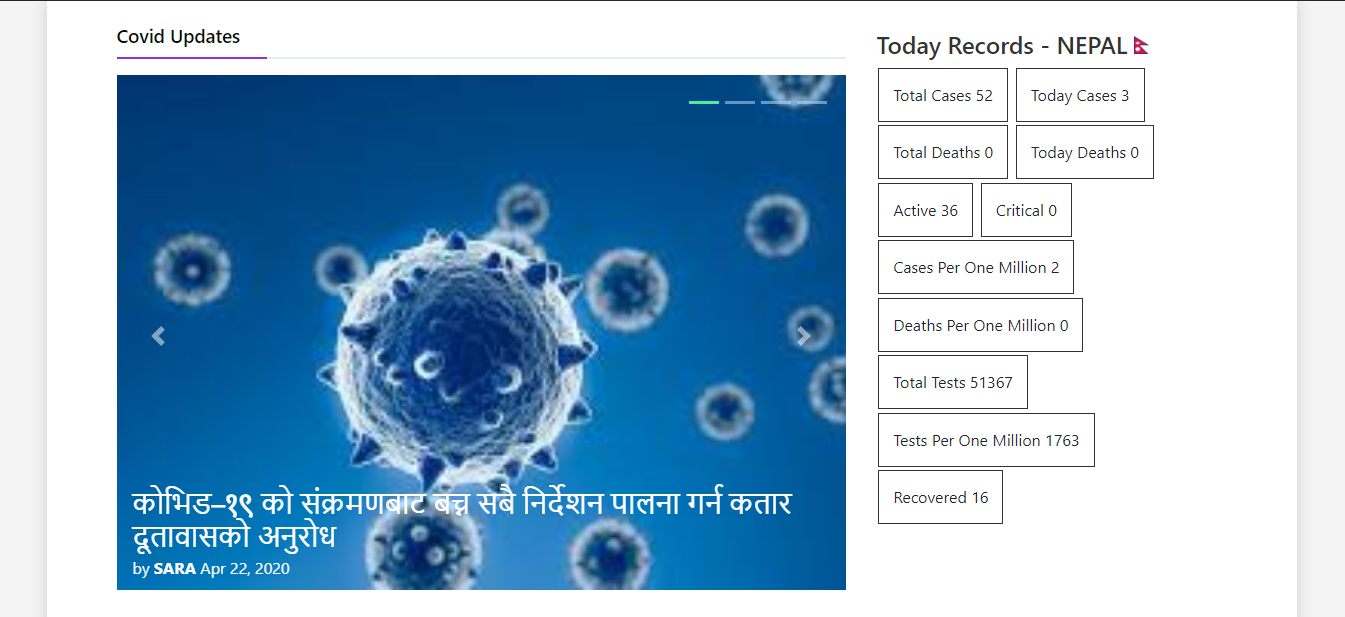 Covid Updates
कोभिड–१९ को संक्रमणबाट बच्न सबै निर्देशन पालना गर्न कतार
दूतावासको अनुरोध
by SARA Apr 22, 2020
Today Records - NEPAL
Total Cases 52
Today Cases 3
Total Deaths 0
Today Deaths 0
Active 36
Critical 0
Cases Per One Million 2
Deaths Per One Million 0
Total Tests 51367
Tests Per One Million 1763
Recovered 16